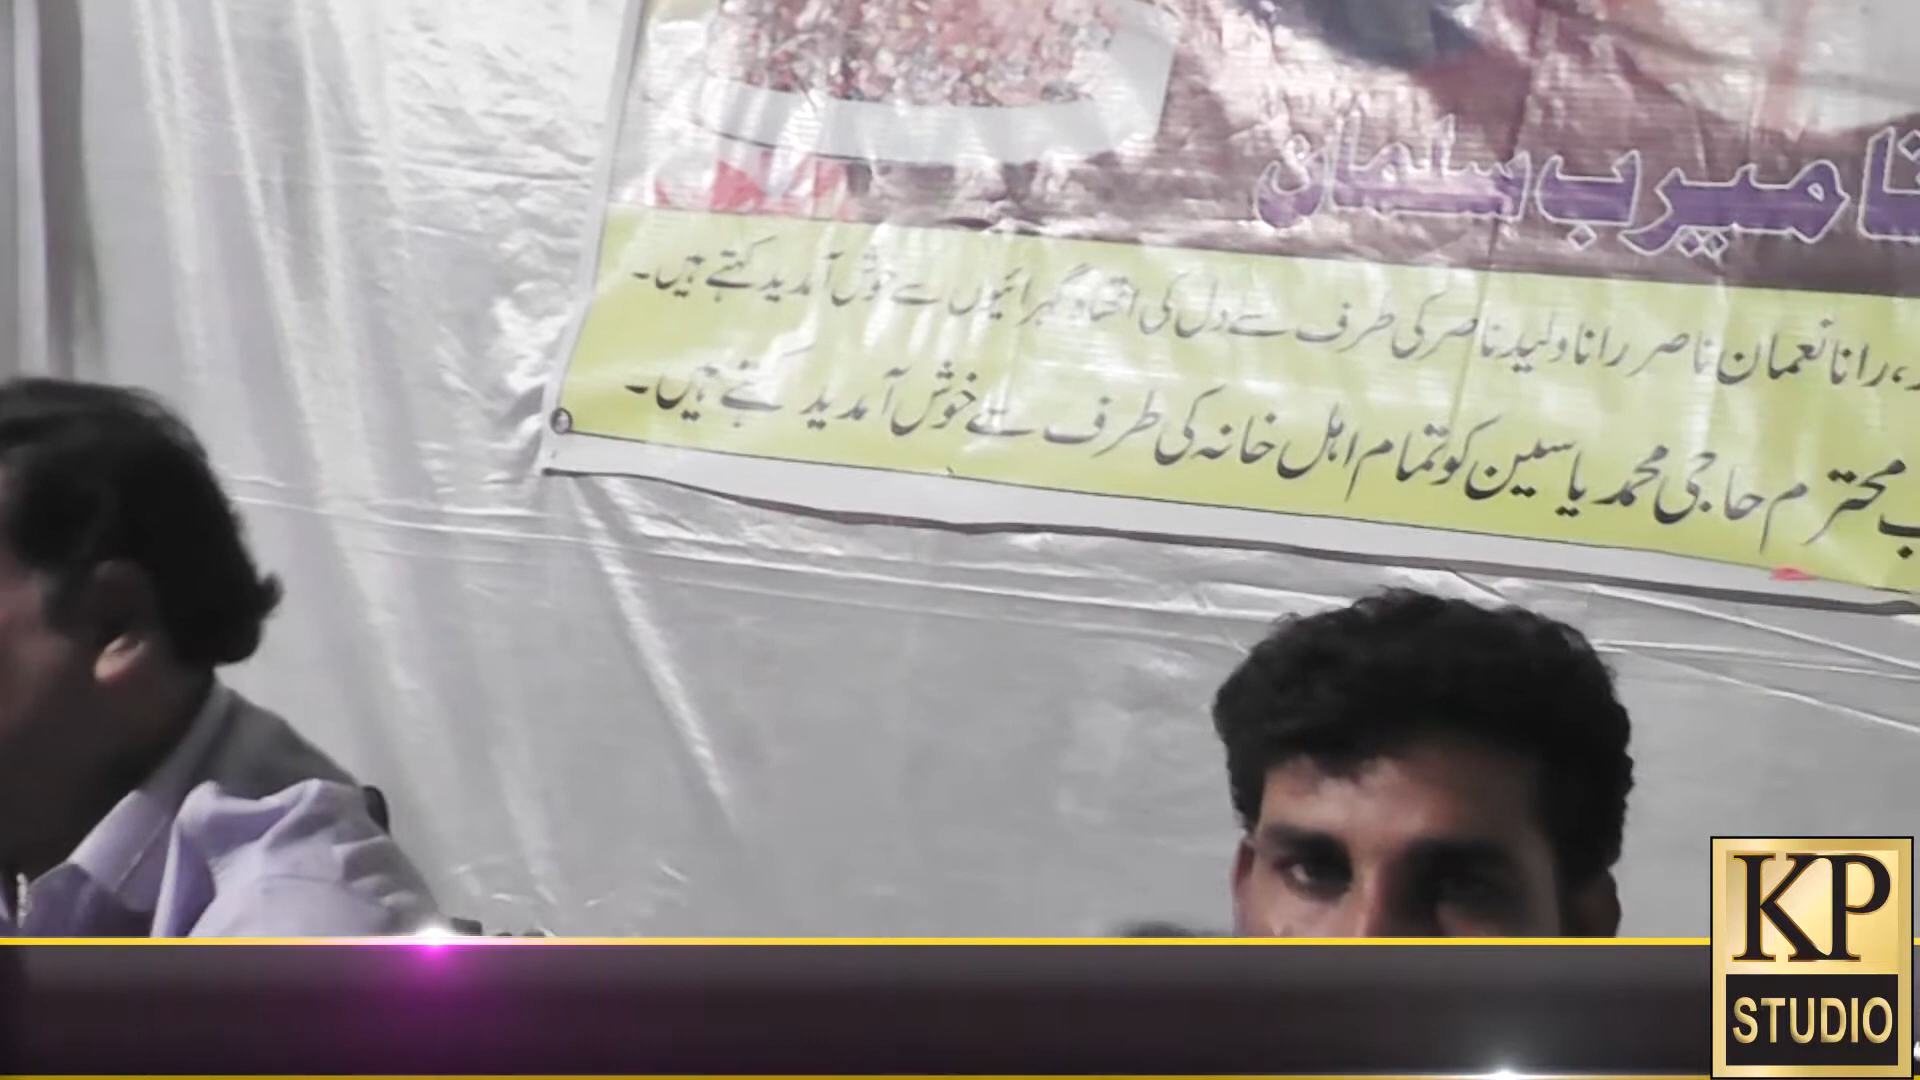 میرب سلمان
رانا نعمان ناصر رانا ولید ناصر کی طرف سے دل کی اتھاہ گہرائیوں سے خوش آمدید کہتے ہیں۔
محترم حاجی محمد یاسین کو تمام اہل خانہ کی طرف سے خوش آمدید کہتے ہیں۔
KP
STUDIO